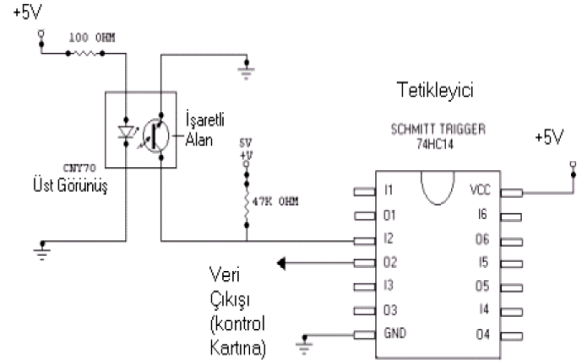 +5V
100 OHM
İşaretli
Alan
CNY70
Üst Görünüş
5V
+V
47K OHM
Veri
Çıkışı
(kontrol
Kartına)
Tetikleyici
SCHMITT TRIGGER
74HC14
+5V
I1
VCC
O1
I6
I2
O6
O2
I5
I3
O5
O3
I4
GND
O4